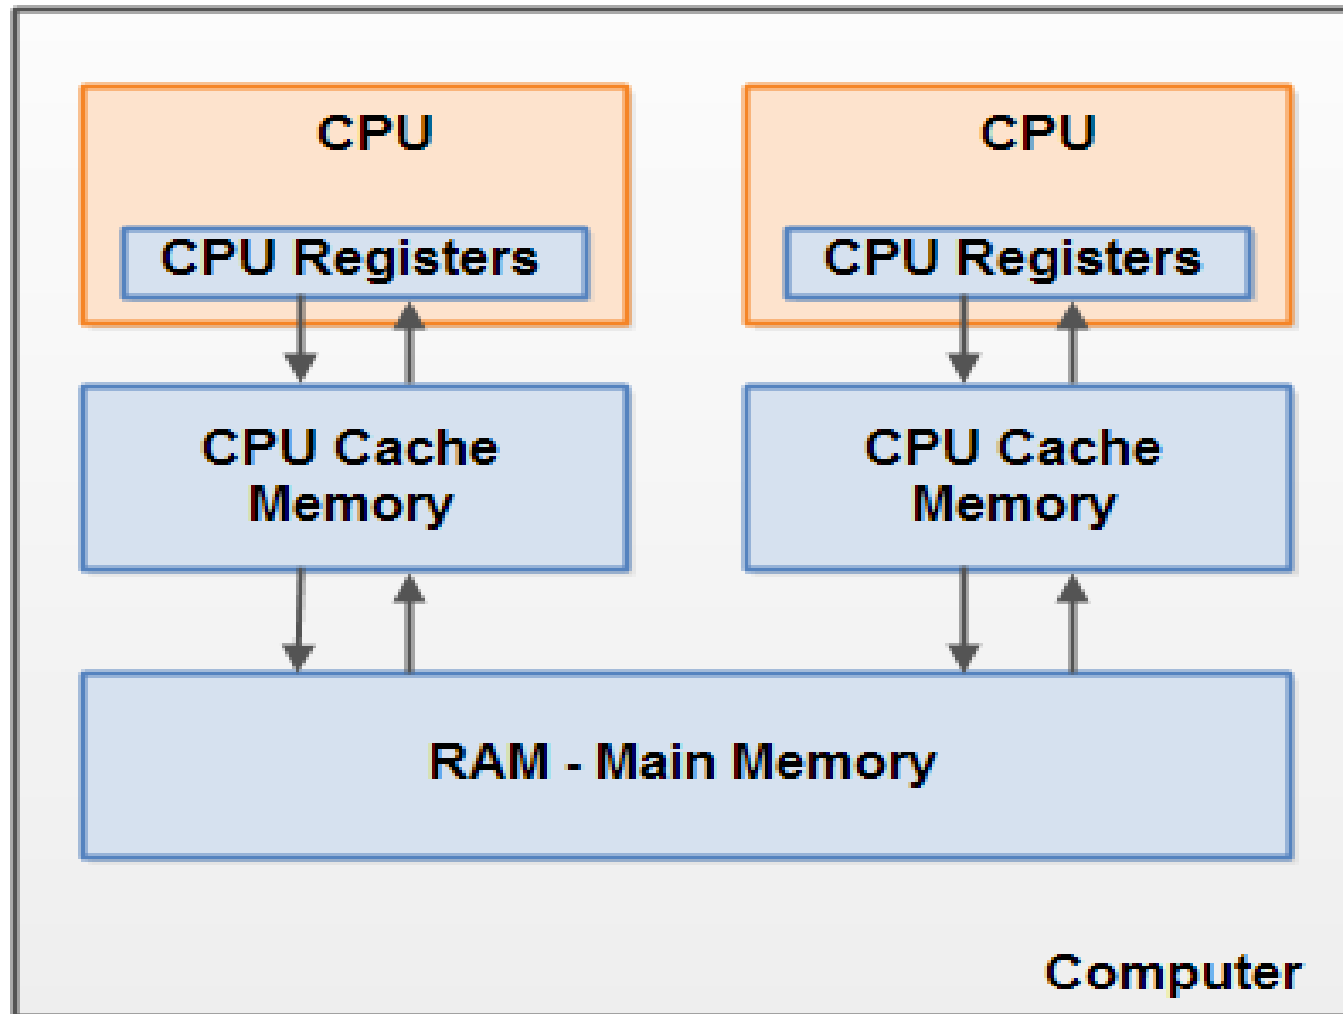 CPU
CPU Registers
CPU Cache
Memory
CPU
CPU Registers
CPU Cache
Memory
RAM - Main Memory
Computer